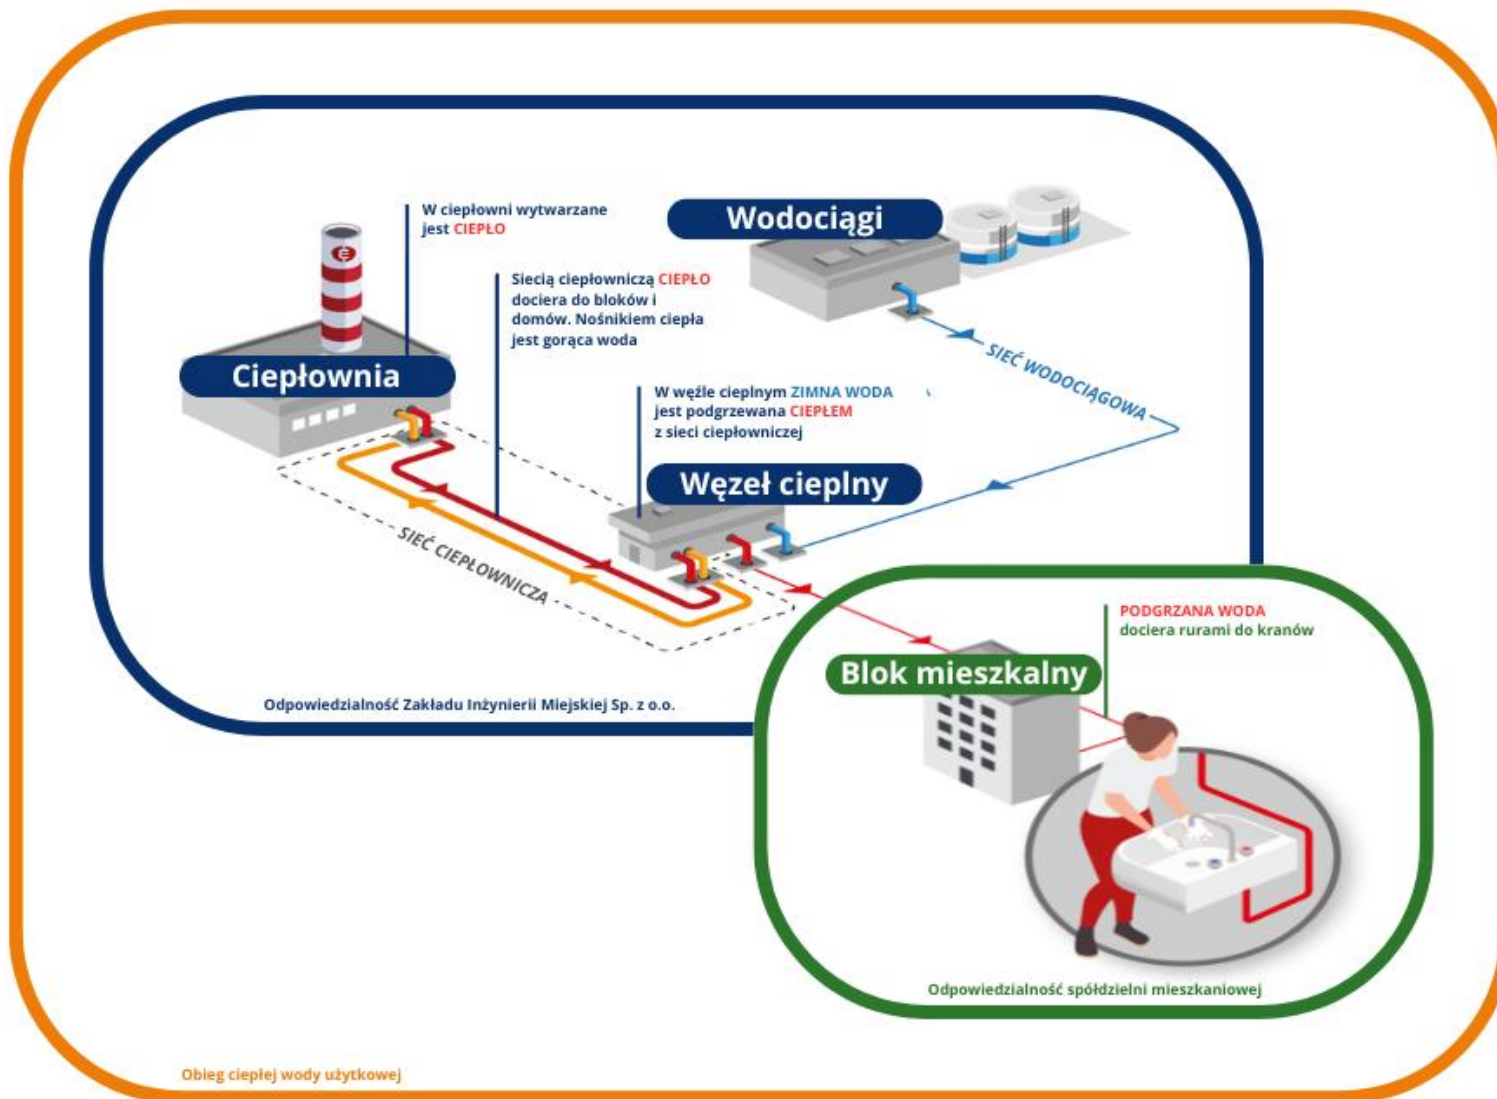 W ciepłowni wytwarzane
jest CIEPŁO
Wodociągi
Siecią ciepłowniczą CIEPŁO
dociera do bloków i
domów. Nośnikiem ciepła
jest gorąca woda
Ciepłownia
SIEĆ WODOCIĄGOWA
W węźle cieplnym ZIMNA WODA
jest podgrzewana CIEPŁEM
z sieci ciepłowniczej
Węzeł cieplny
SIEĆ CIEPŁOWNICZA
PODGRZANA WODA
dociera rurami do kranów
Blok mieszkalny
Odpowiedzialność Zakładu Inżynierii Miejskiej Sp. z o.o.
Odpowiedzialność spółdzielni mieszkaniowej
Obieg ciepłej wody użytkowej